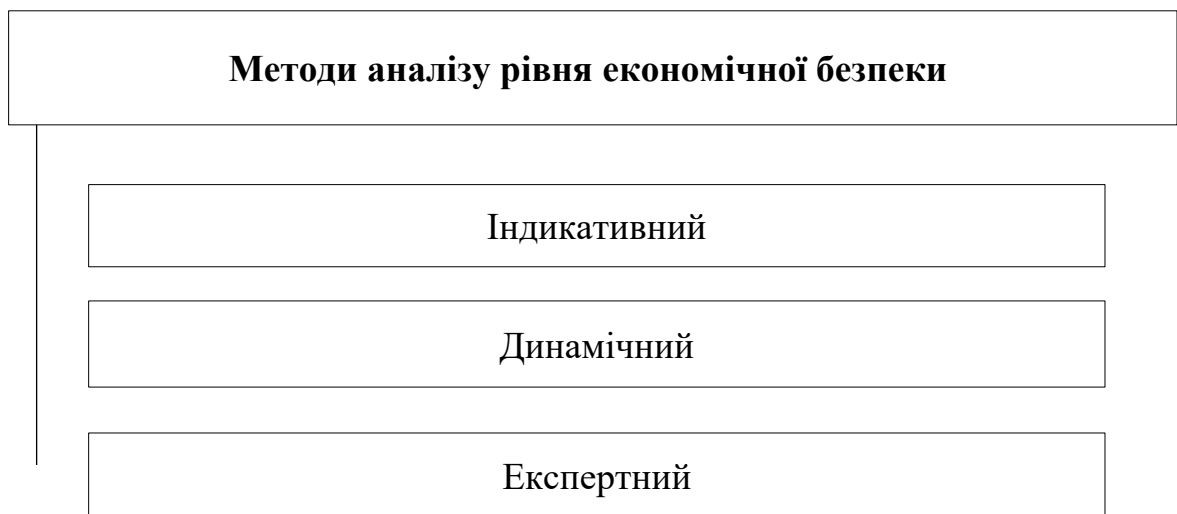 Методи аналізу рівня економічної безпеки
Індикативний
Динамічний
Експертний